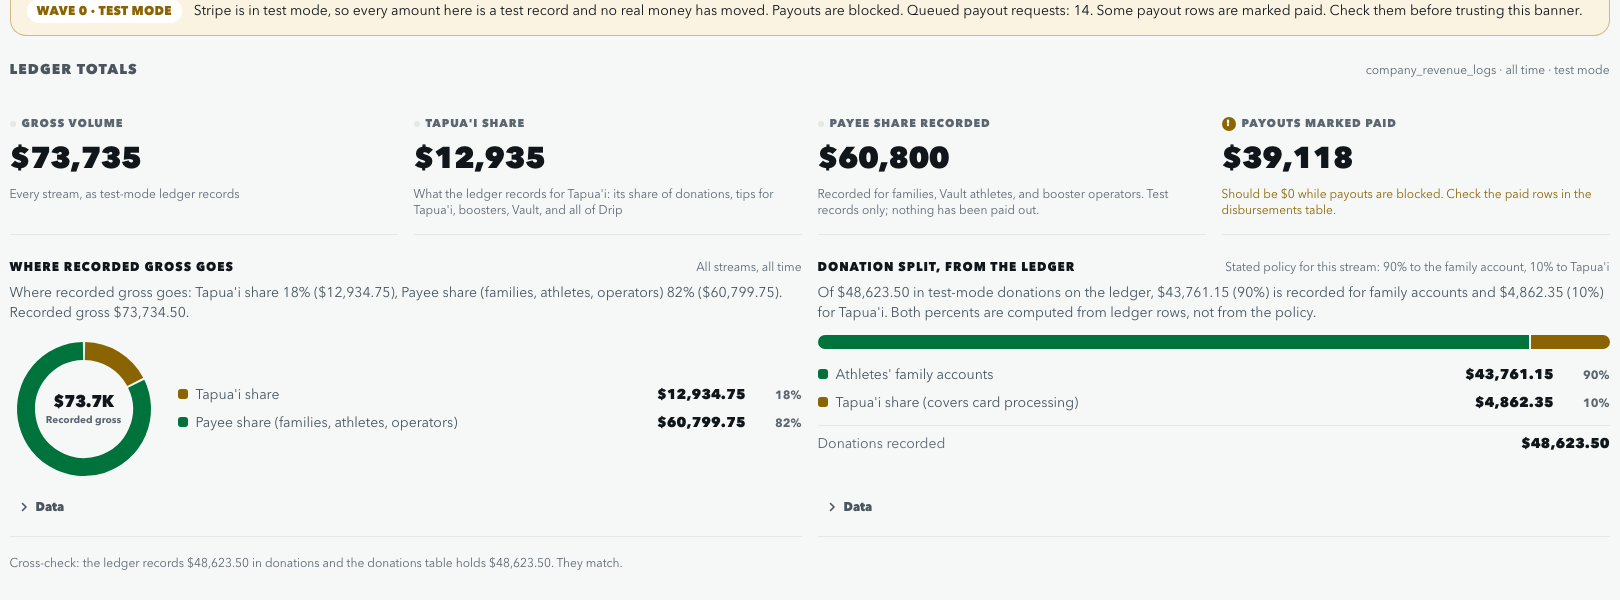 WAVE 0 · TEST MODE Stripe is in test mode, so every amount here is a test record and no real money has moved. Payouts are blocked. Queued payout requests: 14. Some payout rows are marked paid. Check them before trusting this banner.
LEDGER TOTALS
company_revenue_logs · all time · test mode
GROSS VOLUME
$73,735
Every stream, as test-mode ledger records
TAPUA'I SHARE
$12,935
What the ledger records for Tapua'i: its share of donations, tips for
Tapua'i, boosters, Vault, and all of Drip
PAYEE SHARE RECORDED
$60,800
Recorded for families, Vault athletes, and booster operators. Test
records only; nothing has been paid out.
! PAYOUTS MARKED PAID
$39,118
Should be $0 while payouts are blocked. Check the paid rows in the
disbursements table.
WHERE RECORDED GROSS GOES
All streams, all time
Where recorded gross goes: Tapua'i share 18% ($12,934.75), Payee share (families, athletes, operators) 82% ($60,799.75).
Recorded gross $73,734.50.
$73.7K
Recorded gross
Tapua'i share $12,934.75 18%
Payee share (families, athletes, operators) $60,799.75 82%
Data
DONATION SPLIT, FROM THE LEDGER
Stated policy for this stream: 90% to the family account, 10% to Tapua'i
Of $48,623.50 in test-mode donations on the ledger, $43,761.15 (90%) is recorded for family accounts and $4,862.35 (10%)
for Tapua'i. Both percents are computed from ledger rows, not from the policy.
Athletes' family accounts $43,761.15 90%
Tapua'i share (covers card processing) $4,862.35 10%
Donations recorded $48,623.50
Data
Cross-check: the ledger records $48,623.50 in donations and the donations table holds $48,623.50. They match.